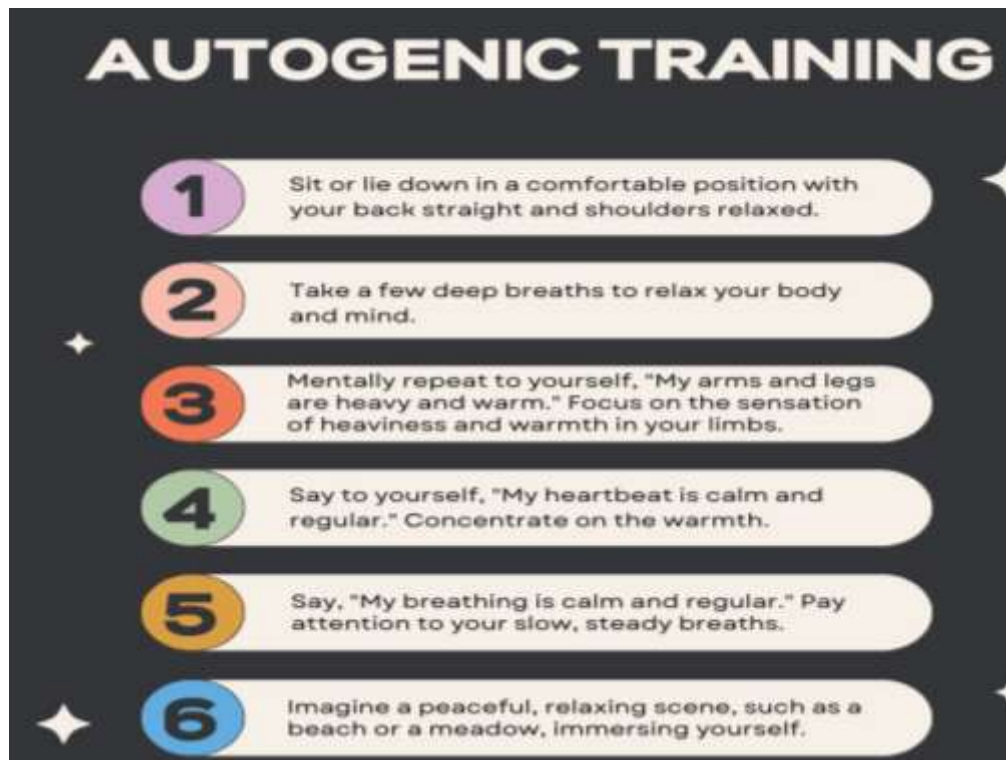 AUTOGENIC TRAINING
1
Sit or lie down in a comfortable position with
your back straight and shoulders relaxed.
2
Take a few deep breaths to relax your body
and mind.
3
Mentally repeat to yourself, "My arms and legs
are heavy and warm." Focus on the sensation
of heaviness and warmth in your limbs.
4
Say to yourself, "My heartbeat is calm and
regular." Concentrate on the warmth.
5
Say, "My breathing is calm and regular." Pay
attention to your slow, steady breaths.
6
Imagine a peaceful, relaxing scene, such as a
beach or a meadow, immersing yourself.